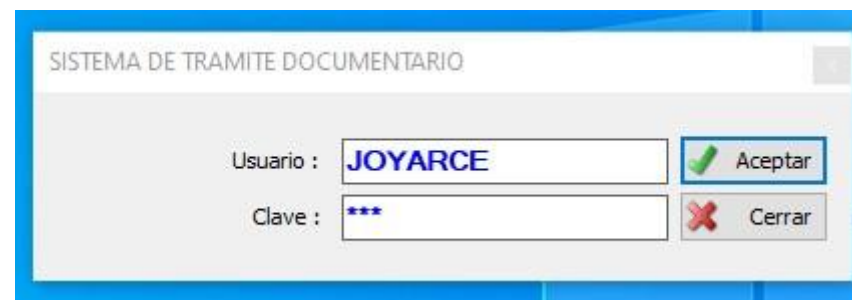 SISTEMA DE TRAMITE DOCUMENTARIO
Usuario : JOYARCE Aceptar
Clave : *** Cerrar